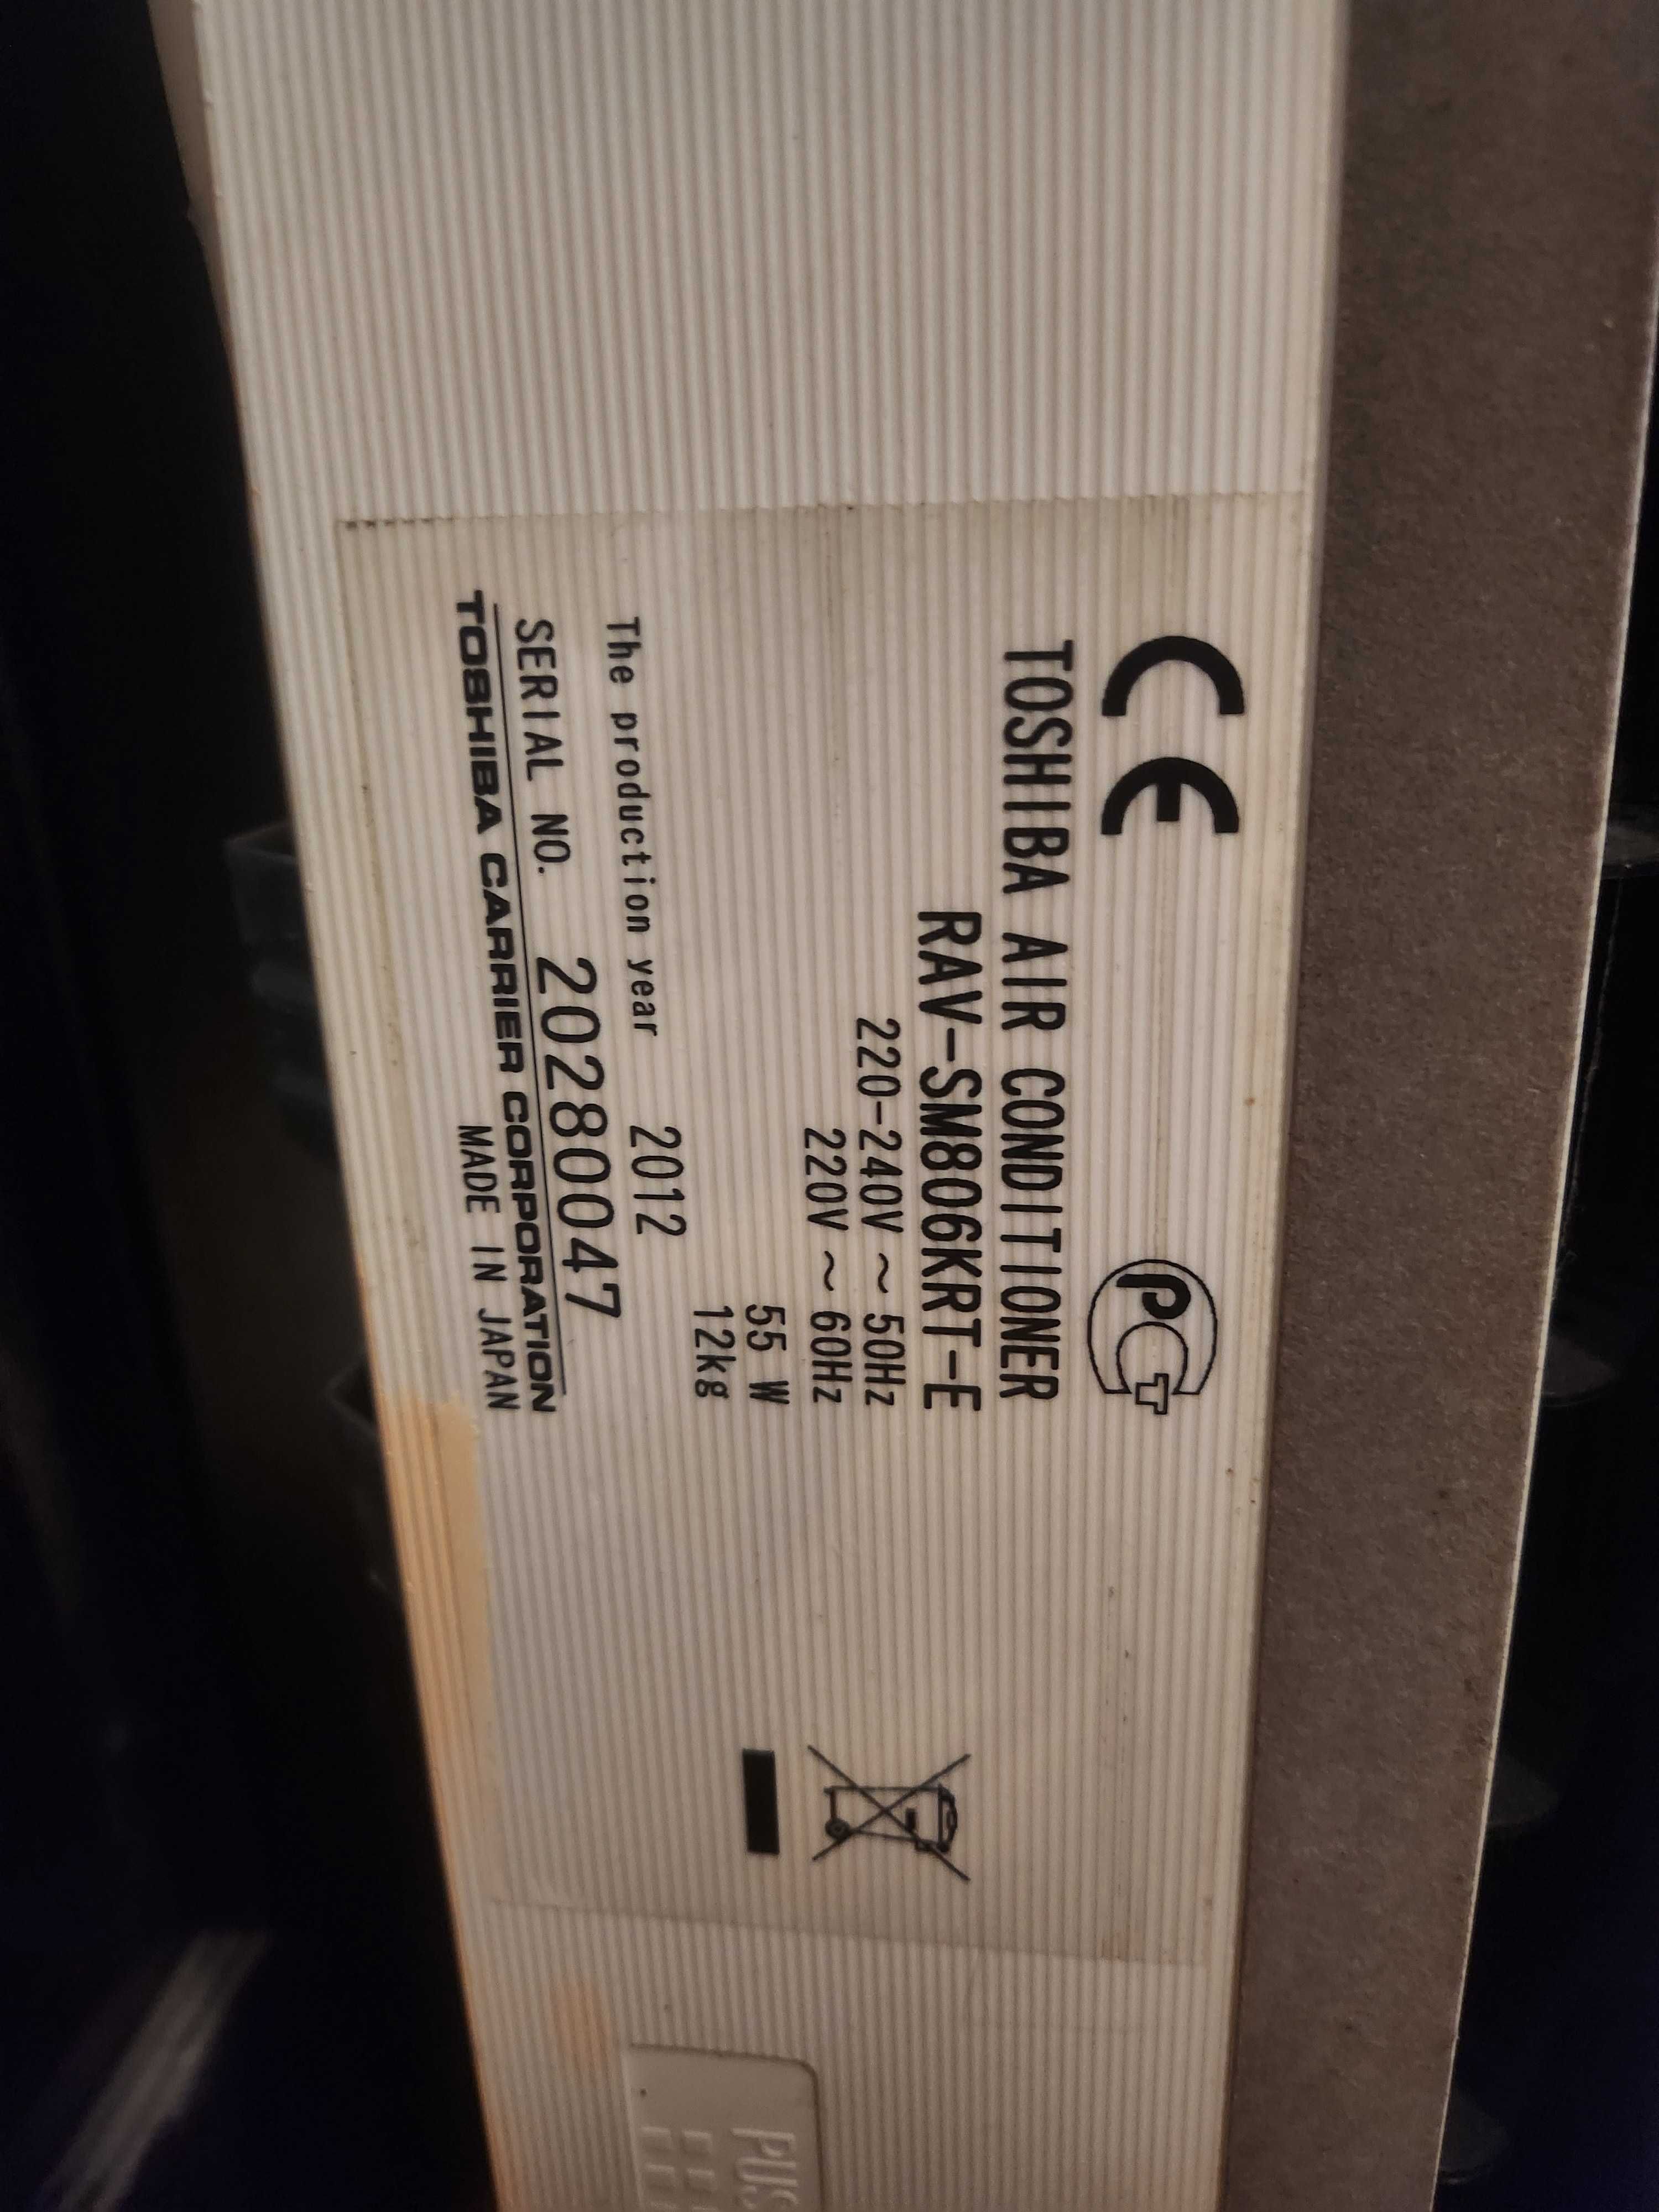 CE
PCT
TOSHIBA AIR CONDITIONER
RAV-SM806KRT-E
220-240V ~ 50Hz
220V ~ 60Hz
55 W
12kg
The production year 2012
SERIAL NO. 20280047
TOSHIBA CARRIER CORPORATION
MADE IN JAPAN